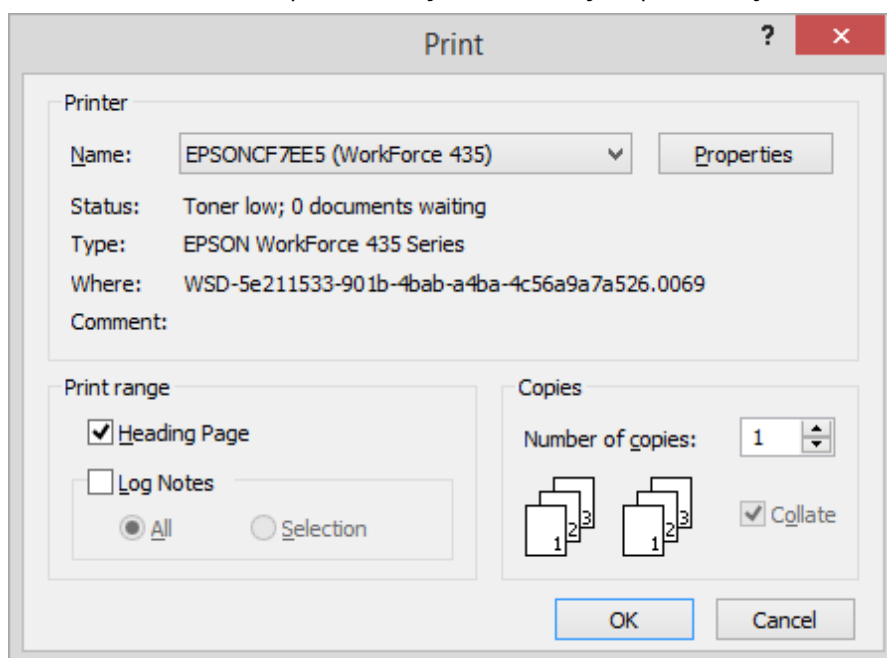 Print
?
×
Printer
Name: EPSONCF7EE5 (WorkForce 435) Properties
Status: Toner low; 0 documents waiting
Type: EPSON WorkForce 435 Series
Where: WSD-5e211533-901b-4bab-a4ba-4c56a9a7a526.0069
Comment:
Print range
Heading Page
Log Notes
All Selection
Copies
Number of copies: 1
1 2 3 1 2 3
Collate
OK Cancel